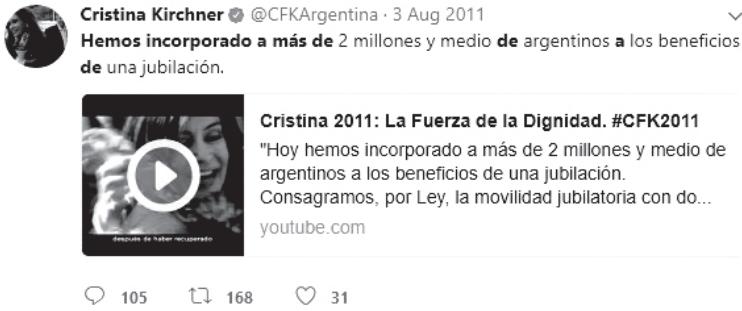 Cristina Kirchner @CFKArgentina · 3 Aug 2011
Hemos incorporado a más de 2 millones y medio de argentinos a los beneficios
de una jubilación.
Cristina 2011: La Fuerza de la Dignidad. #CFK2011
"Hoy hemos incorporado a más de 2 millones y medio de
argentinos a los beneficios de una jubilación.
Consagramos, por Ley, la movilidad jubilatoria con do...
youtube.com
después de haber recuperado
105 168 31